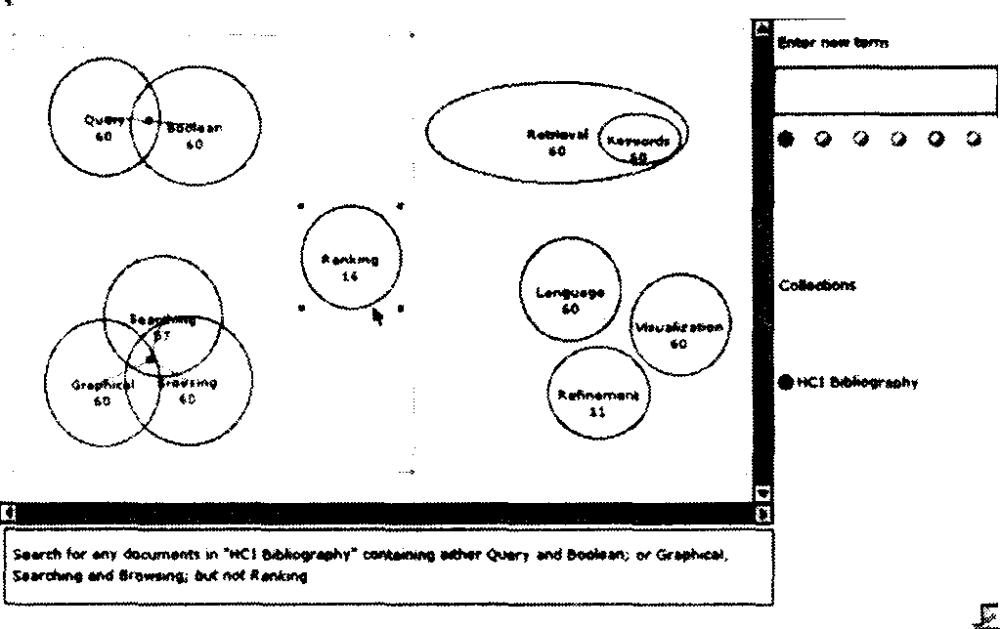 Enter new term
Query
60
Boolean
60
Retrieval
60
Keywords
60
Ranking
16
Searching
57
Graphical
60
Browsing
60
Language
60
Visualization
60
Refinement
11
Collections
HCI Bibliography
Search for any documents in "HCI Bibliography" containing either Query and Boolean; or Graphical,
Searching and Browsing; but not Ranking